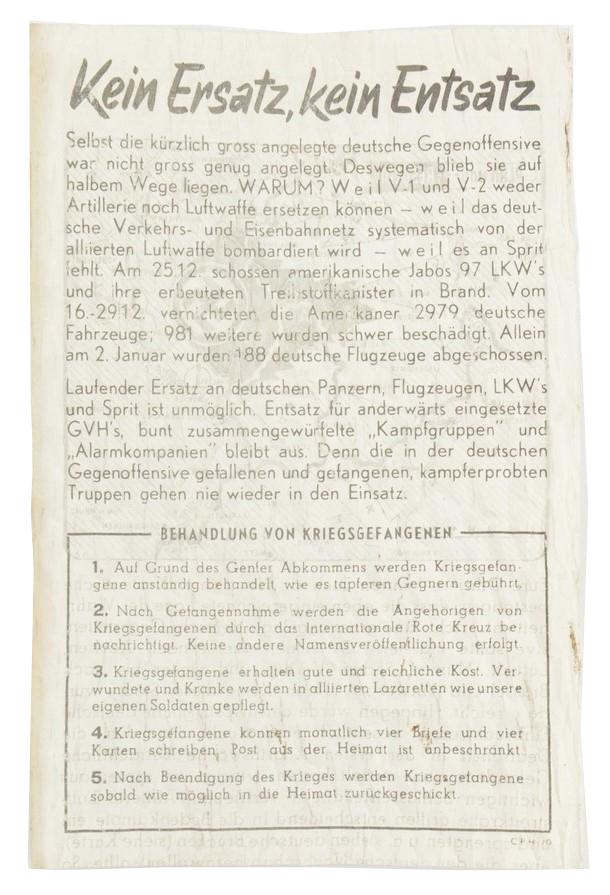 Kein Ersatz, kein Entsatz
Selbst die kürzlich gross angelegte deutsche Gegenoffensive
war nicht gross genug angelegt. Deswegen blieb sie auf
halbem Wege liegen. WARUM? Weil V-1 und V-2 weder
Artillerie noch Luftwaffe ersetzen können — weil das deut-
sche Verkehrs- und Eisenbahnnetz systematisch von der
alliierten Luftwaffe bombardiert wird — weil es an Sprit
fehlt. Am 25.12. schossen amerikanische Jabos 97 LKW's
und ihre erbeuteten Treibstoffkanister in Brand. Vom
16.-29.12. vernichteten die Amerikaner 2979 deutsche
Fahrzeuge; 981 weitere wurden schwer beschädigt. Allein
am 2. Januar wurden 188 deutsche Flugzeuge abgeschossen.
Laufender Ersatz an deutschen Panzern, Flugzeugen, LKW's
und Sprit ist unmöglich. Entsatz für anderwärts eingesetzte
GVH's, bunt zusammengewürfelte „Kampfgruppen" und
„Alarmkompanien" bleibt aus. Denn die in der deutschen
Gegenoffensive gefallenen und gefangenen, kampferprobten
Truppen gehen nie wieder in den Einsatz.
BEHANDLUNG VON KRIEGSGEFANGENEN
1. Auf Grund des Genfer Abkommens werden Kriegsgefan-
gene anständig behandelt, wie es tapferen Gegnern gebührt.
2. Nach Gefangennahme werden die Angehörigen von
Kriegsgefangenen durch das Internationale Rote Kreuz be-
nachrichtigt. Keine andere Namensveröffentlichung erfolgt.
3. Kriegsgefangene erhalten gute und reichliche Kost. Ver-
wundete und Kranke werden in alliierten Lazaretten wie unsere
eigenen Soldaten gepflegt.
4. Kriegsgefangene können monatlich vier Briefe und vier
Karten schreiben, Post aus der Heimat ist unbeschränkt
5. Nach Beendigung des Krieges werden Kriegsgefangene
sobald wie möglich in die Heimat zurückgeschickt.